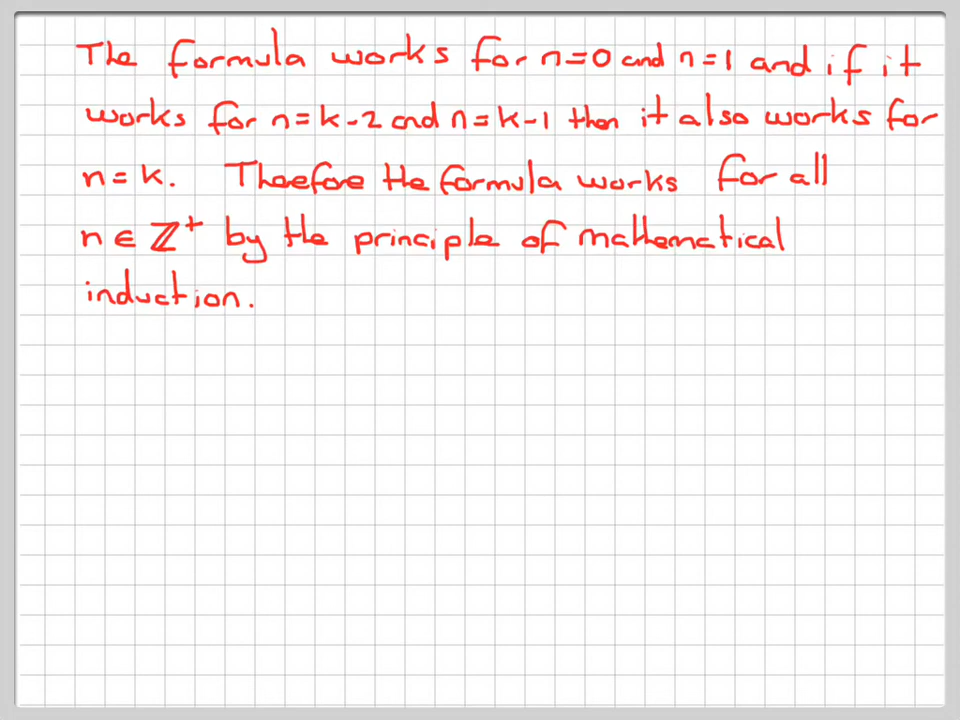 The formula works for n=0 and n=1 and if it
works for n=k-2 and n=k-1 then it also works for
n=k. Therefore the formula works for all
n∈ℤ⁺ by the principle of mathematical
induction.